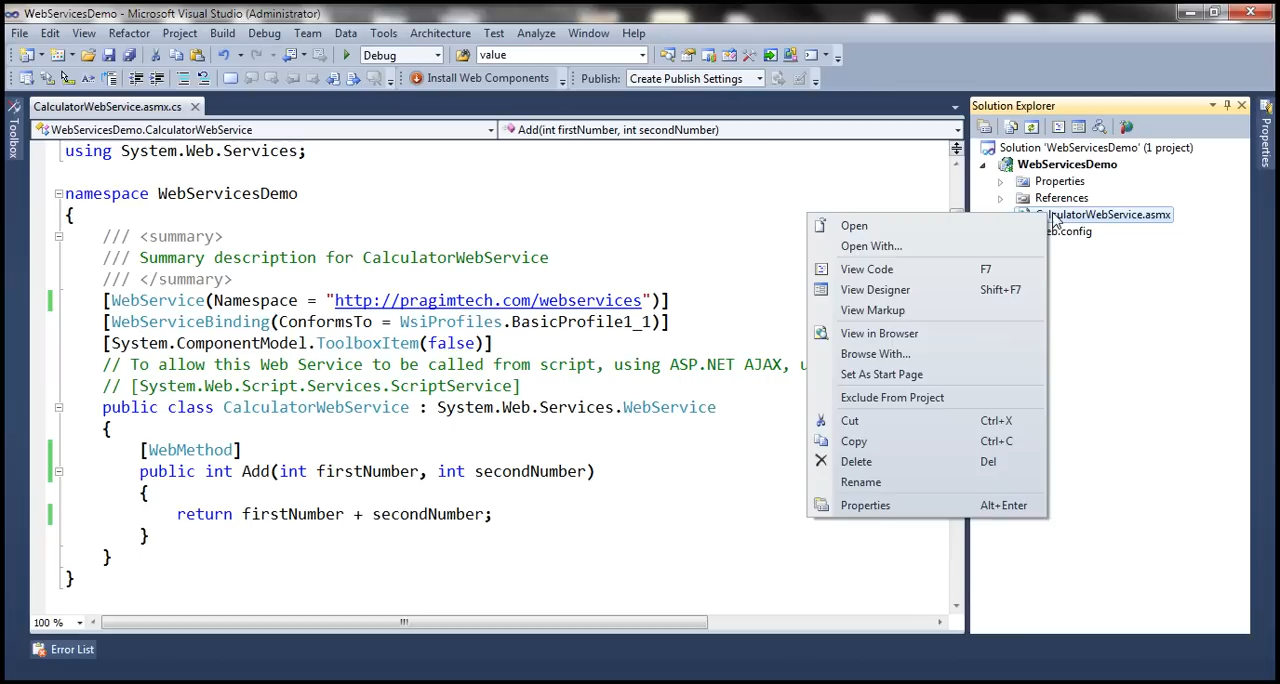 WebServicesDemo - Microsoft Visual Studio (Administrator)
File Edit View Refactor Project Build Debug Team Data Tools Architecture Test Analyze Window Help
Debug value
Install Web Components Publish: Create Publish Settings
CalculatorWebService.asmx.cs
WebServicesDemo.CalculatorWebService Add(int firstNumber, int secondNumber)
Toolbox
using System.Web.Services;
namespace WebServicesDemo
{
/// <summary>
/// Summary description for CalculatorWebService
/// </summary>
[WebService(Namespace = "http://pragimtech.com/webservices")]
[WebServiceBinding(ConformsTo = WsiProfiles.BasicProfile1_1)]
[System.ComponentModel.ToolboxItem(false)]
// To allow this Web Service to be called from script, using ASP.NET AJAX, u
// [System.Web.Script.Services.ScriptService]
public class CalculatorWebService : System.Web.Services.WebService
{
[WebMethod]
public int Add(int firstNumber, int secondNumber)
{
return firstNumber + secondNumber;
}
}
}
100 %
Error List
Open
Open With...
View Code F7
View Designer Shift+F7
View Markup
View in Browser
Browse With...
Set As Start Page
Exclude From Project
Cut Ctrl+X
Copy Ctrl+C
Delete Del
Rename
Properties Alt+Enter
Solution Explorer
Solution 'WebServicesDemo' (1 project)
WebServicesDemo
Properties
References
CalculatorWebService.asmx
eb.config
Properties